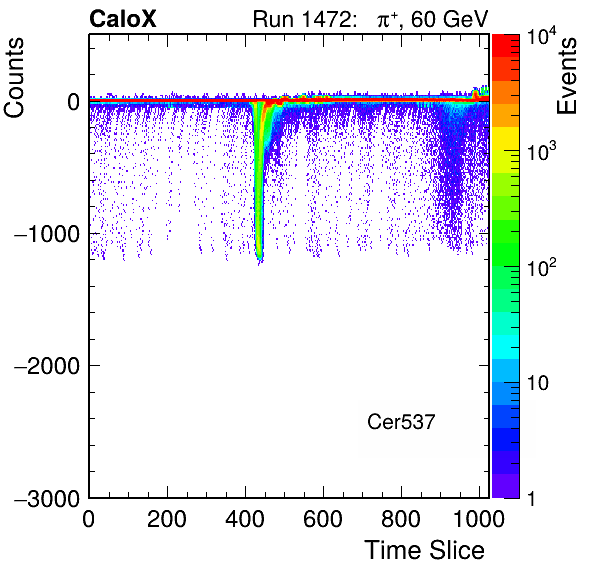 CaloX Run 1472: π⁺, 60 GeV
Counts
0
−1000
−2000
−3000
0 200 400 600 800 1000
Time Slice
Cer537
Events
10⁴
10³
10²
10
1